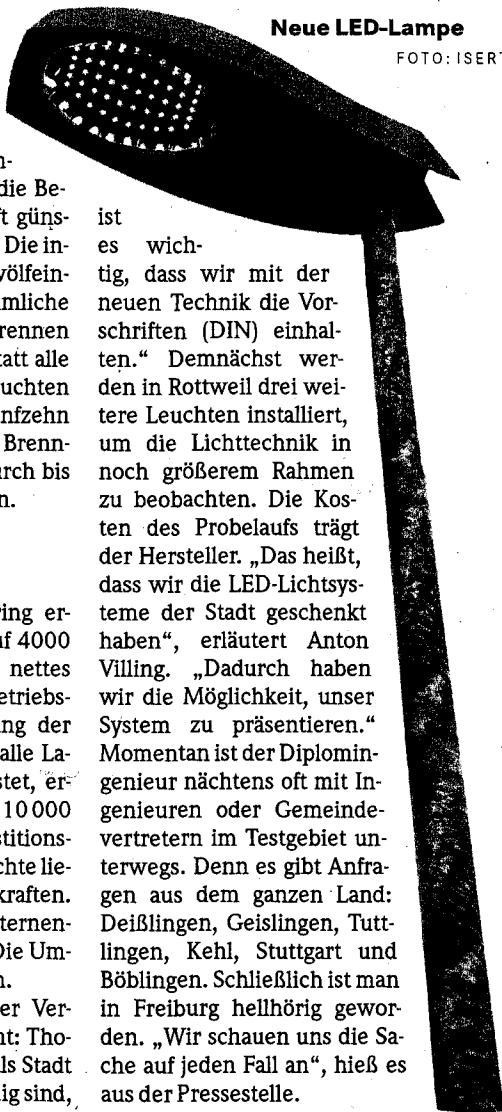 Neue LED-Lampe
FOTO: ISERT
n-
die Be-
ft güns-
Die in-
völfein-
mliche
rennen
tatt alle
uchten
nfzehn
Brenn-
urch bis
n.
ring er-
uf 4000
nettes
etriebs-
ng der
alle La-
stet, er-
10 000
stitions-
chte lie-
kraften.
ternen-
Die Um-
n.
er Ver-
nt: Tho-
ls Stadt
lig sind,
ist
es wich-
tig, dass wir mit der
neuen Technik die Vor-
schriften (DIN) einhal-
ten.“ Demnächst wer-
den in Rottweil drei wei-
tere Leuchten installiert,
um die Lichttechnik in
noch größerem Rahmen
zu beobachten. Die Kos-
ten des Probelaufs trägt
der Hersteller. „Das heißt,
dass wir die LED-Lichtsys-
teme der Stadt geschenkt
haben“, erläutert Anton
Villing. „Dadurch haben
wir die Möglichkeit, unser
System zu präsentieren.“
Momentan ist der Diplomin-
genieur nächtens oft mit In-
genieuren oder Gemeinde-
vertretern im Testgebiet un-
terwegs. Denn es gibt Anfra-
gen aus dem ganzen Land:
Deißlingen, Geislingen, Tutt-
lingen, Kehl, Stuttgart und
Böblingen. Schließlich ist man
in Freiburg hellhörig gewor-
den. „Wir schauen uns die Sa-
che auf jeden Fall an“, hieß es
aus der Pressestelle.